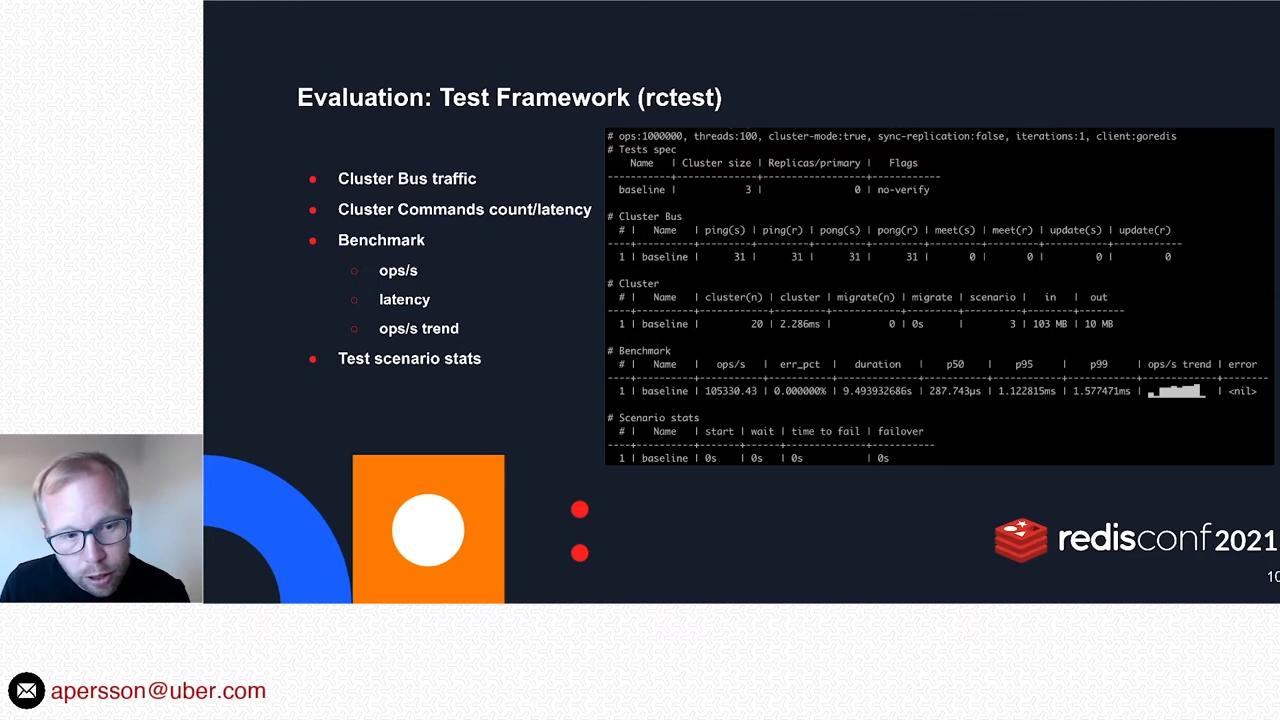 Evaluation: Test Framework (rctest)
Cluster Bus traffic
Cluster Commands count/latency
Benchmark
ops/s
latency
ops/s trend
Test scenario stats
# ops:1000000, threads:100, cluster-mode:true, sync-replication:false, iterations:1, client:goredis
# Tests spec
Name | Cluster size | Replicas/primary | Flags
baseline | 3 | 0 | no-verify
# Cluster Bus
# | Name | ping(s) | ping(r) | pong(s) | pong(r) | meet(s) | meet(r) | update(s) | update(r)
1 | baseline | 31 | 31 | 31 | 31 | 0 | 0 | 0 | 0
# Cluster
# | Name | cluster(n) | cluster | migrate(n) | migrate | scenario | in | out
1 | baseline | 20 | 2.286ms | 0 | 0s | 3 | 103 MB | 10 MB
# Benchmark
# | Name | ops/s | err_pct | duration | p50 | p95 | p99 | ops/s trend | error
1 | baseline | 105330.43 | 0.000000% | 9.493932686s | 287.743µs | 1.122815ms | 1.577471ms | | <nil>
# Scenario stats
# | Name | start | wait | time to fail | failover
1 | baseline | 0s | 0s | 0s | 0s
redisconf 2021
10
apersson@uber.com